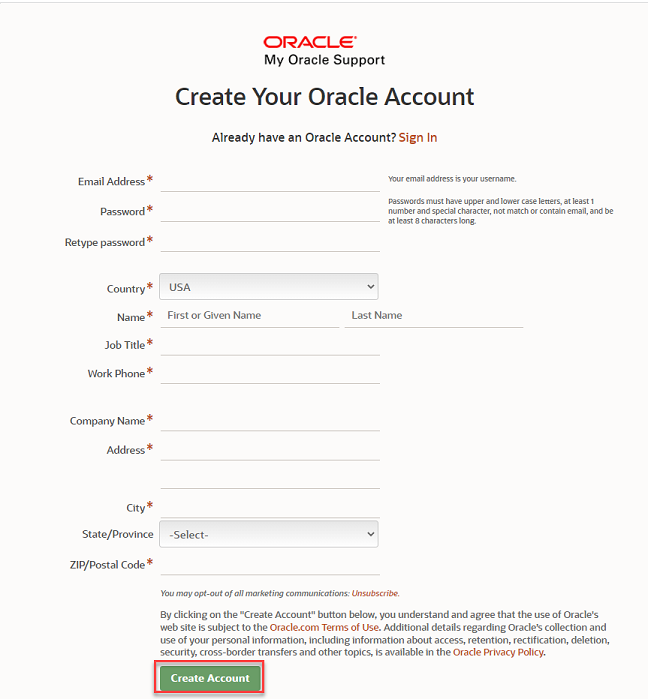 ORACLE
My Oracle Support
Create Your Oracle Account
Already have an Oracle Account? Sign In
Email Address*
Your email address is your username.
Password*
Passwords must have upper and lower case letters, at least 1
number and special character, not match or contain email, and be
at least 8 characters long.
Retype password*
Country* USA
Name* First or Given Name Last Name
Job Title*
Work Phone*
Company Name*
Address*
City*
State/Province -Select-
ZIP/Postal Code*
You may opt-out of all marketing communications: Unsubscribe.
By clicking on the "Create Account" button below, you understand and agree that the use of Oracle's
web site is subject to the Oracle.com Terms of Use. Additional details regarding Oracle's collection and
use of your personal information, including information about access, retention, rectification, deletion,
security, cross-border transfers and other topics, is available in the Oracle Privacy Policy.
Create Account